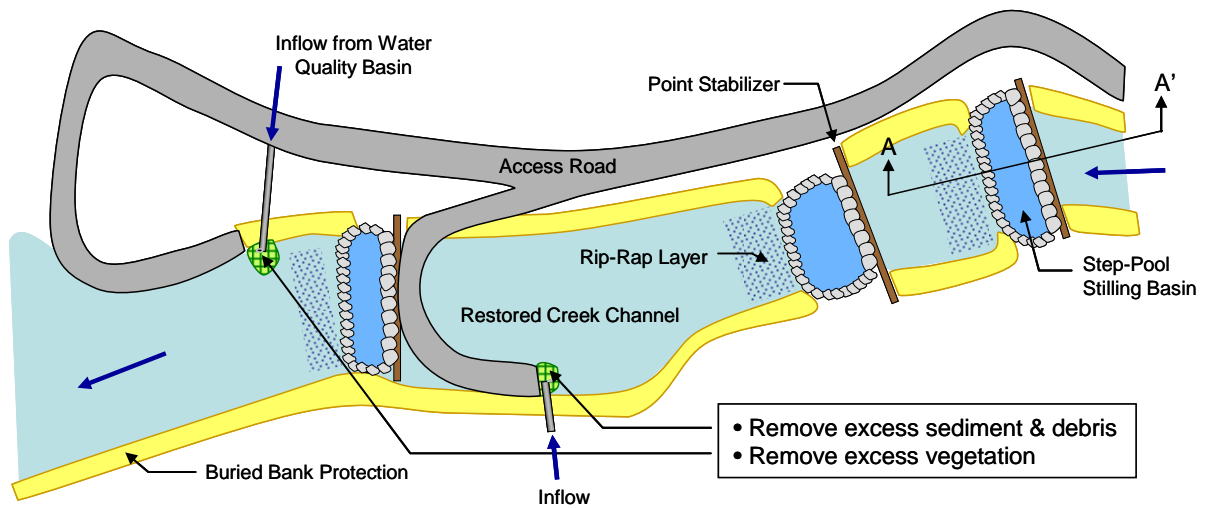 Inflow from Water
Quality Basin
Point Stabilizer
A'
A
Access Road
Rip-Rap Layer
Step-Pool
Stilling Basin
Restored Creek Channel
• Remove excess sediment & debris
• Remove excess vegetation
Buried Bank Protection
Inflow